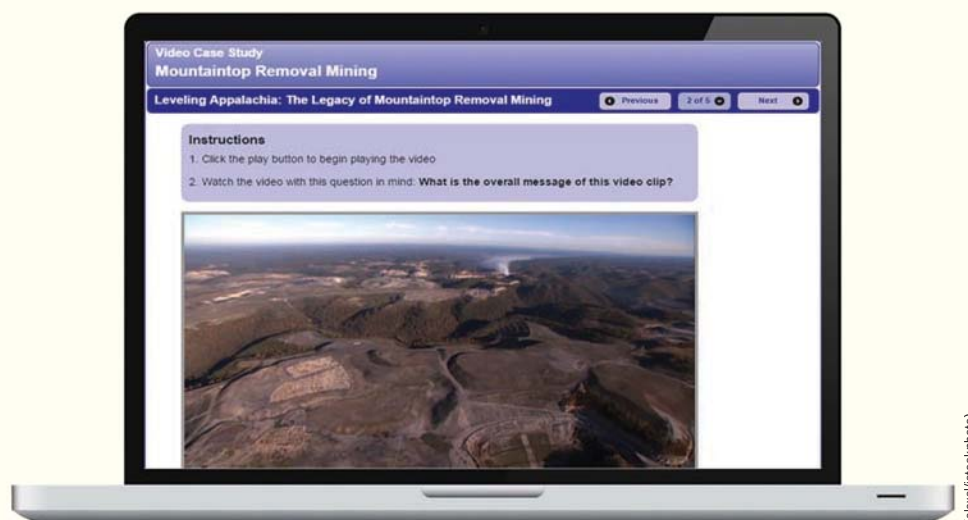 Video Case Study
Mountaintop Removal Mining
Leveling Appalachia: The Legacy of Mountaintop Removal Mining
Previous
2 of 5
Next
Instructions
1. Click the play button to begin playing the video
2. Watch the video with this question in mind: What is the overall message of this video clip?